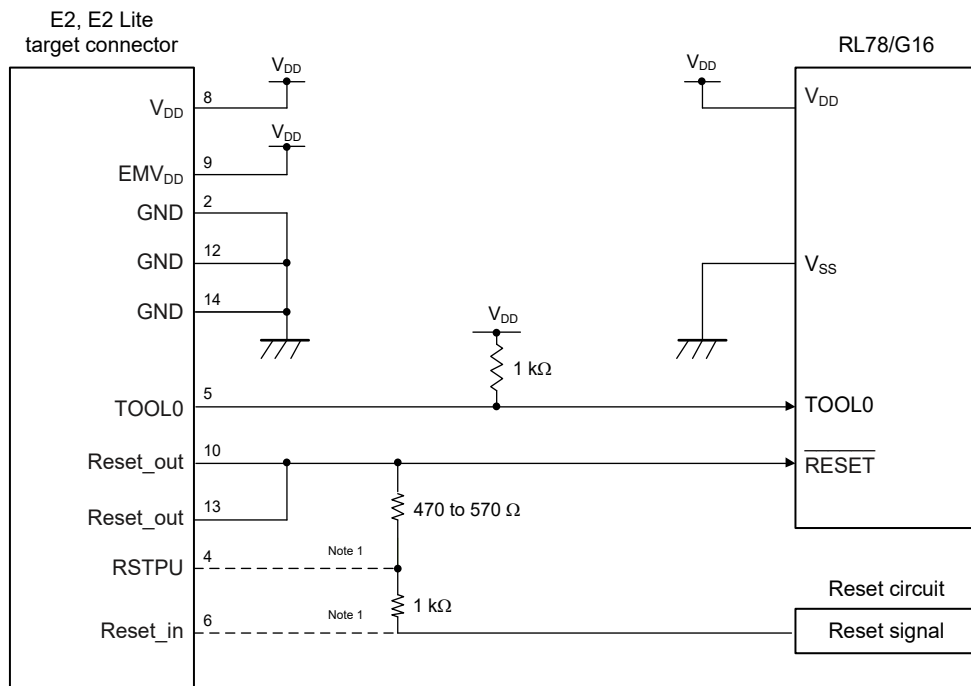 E2, E2 Lite
target connector
RL78/G16
VDD
8
VDD
VDD
VDD
EMVDD
9
VDD
GND
2
GND
12
VSS
GND
14
VDD
1 kΩ
TOOL0
5
TOOL0
Reset_out
10
RESET
470 to 570 Ω
Reset_out
13
RSTPU
4
Note 1
1 kΩ
Reset circuit
Reset_in
6
Note 1
Reset signal